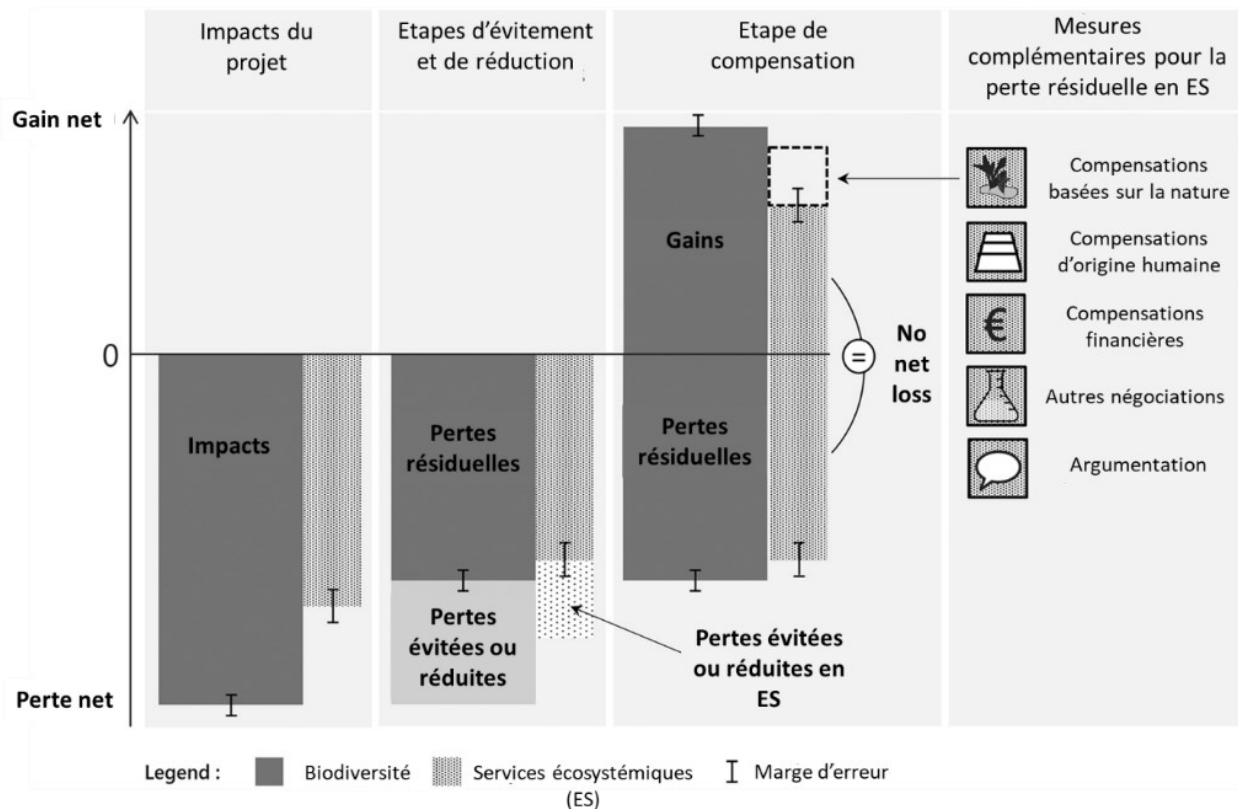 Impacts du
projet
Etapes d'évitement
et de réduction
Etape de
compensation
Mesures
complémentaires pour la
perte résiduelle en ES
Gain net
0
Perte net
Impacts
Pertes
résiduelles
Pertes
évitées ou
réduites
Gains
Pertes
résiduelles
=
No
net
loss
Pertes évitées
ou réduites en
ES
Compensations
basées sur la nature
Compensations
d'origine humaine
€
Compensations
financières
Autres négociations
Argumentation
Legend :
Biodiversité
Services écosystémiques
(ES)
Marge d'erreur